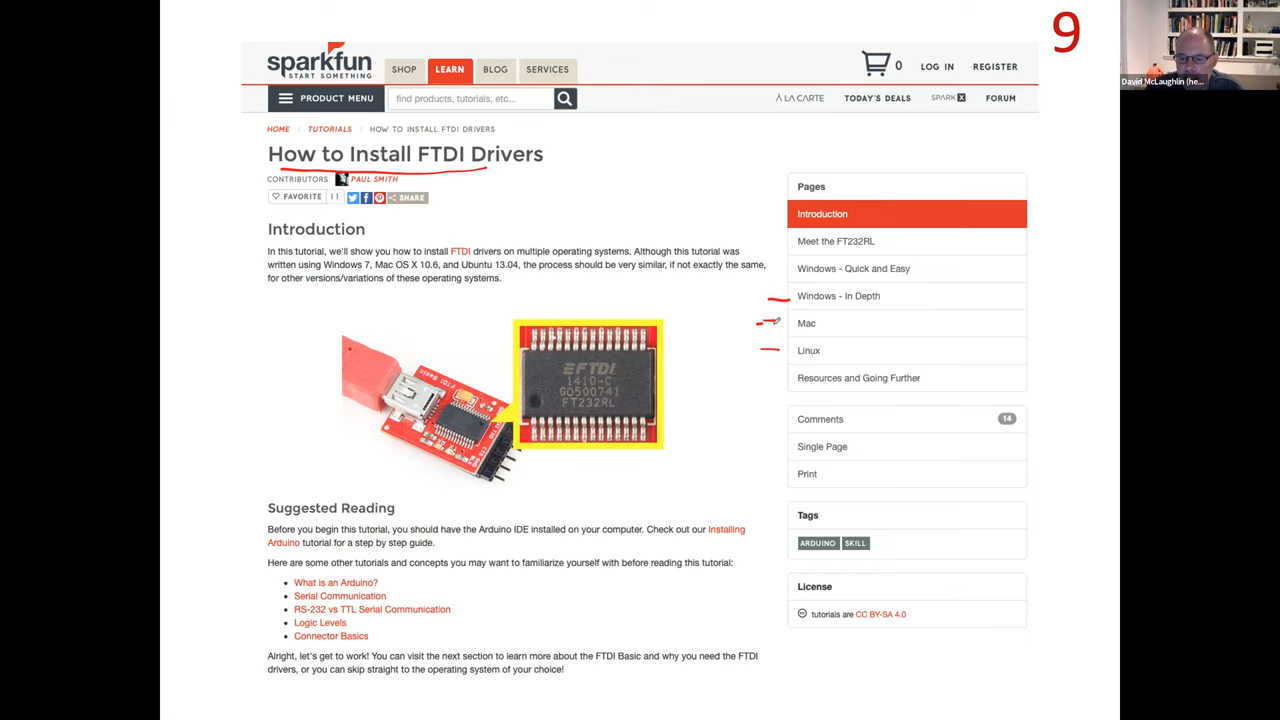 9
David McLaughlin (he...
sparkfun
START SOMETHING
SHOP
LEARN
BLOG
SERVICES
0
LOG IN
REGISTER
PRODUCT MENU
find products, tutorials, etc...
À LA CARTE
TODAY'S DEALS
SPARK X
FORUM
HOME / TUTORIALS / HOW TO INSTALL FTDI DRIVERS
How to Install FTDI Drivers
CONTRIBUTORS: PAUL SMITH
FAVORITE 11
SHARE
Introduction
In this tutorial, we'll show you how to install FTDI drivers on multiple operating systems. Although this tutorial was
written using Windows 7, Mac OS X 10.6, and Ubuntu 13.04, the process should be very similar, if not exactly the same,
for other versions/variations of these operating systems.
FTDI Basic
FTDI
1410-C
GO500741
FT232RL
Suggested Reading
Before you begin this tutorial, you should have the Arduino IDE installed on your computer. Check out our Installing
Arduino tutorial for a step by step guide.
Here are some other tutorials and concepts you may want to familiarize yourself with before reading this tutorial:
• What is an Arduino?
• Serial Communication
• RS-232 vs TTL Serial Communication
• Logic Levels
• Connector Basics
Alright, let's get to work! You can visit the next section to learn more about the FTDI Basic and why you need the FTDI
drivers, or you can skip straight to the operating system of your choice!
Pages
Introduction
Meet the FT232RL
Windows - Quick and Easy
Windows - In Depth
Mac
Linux
Resources and Going Further
Comments 14
Single Page
Print
Tags
ARDUINO SKILL
License
tutorials are CC BY-SA 4.0